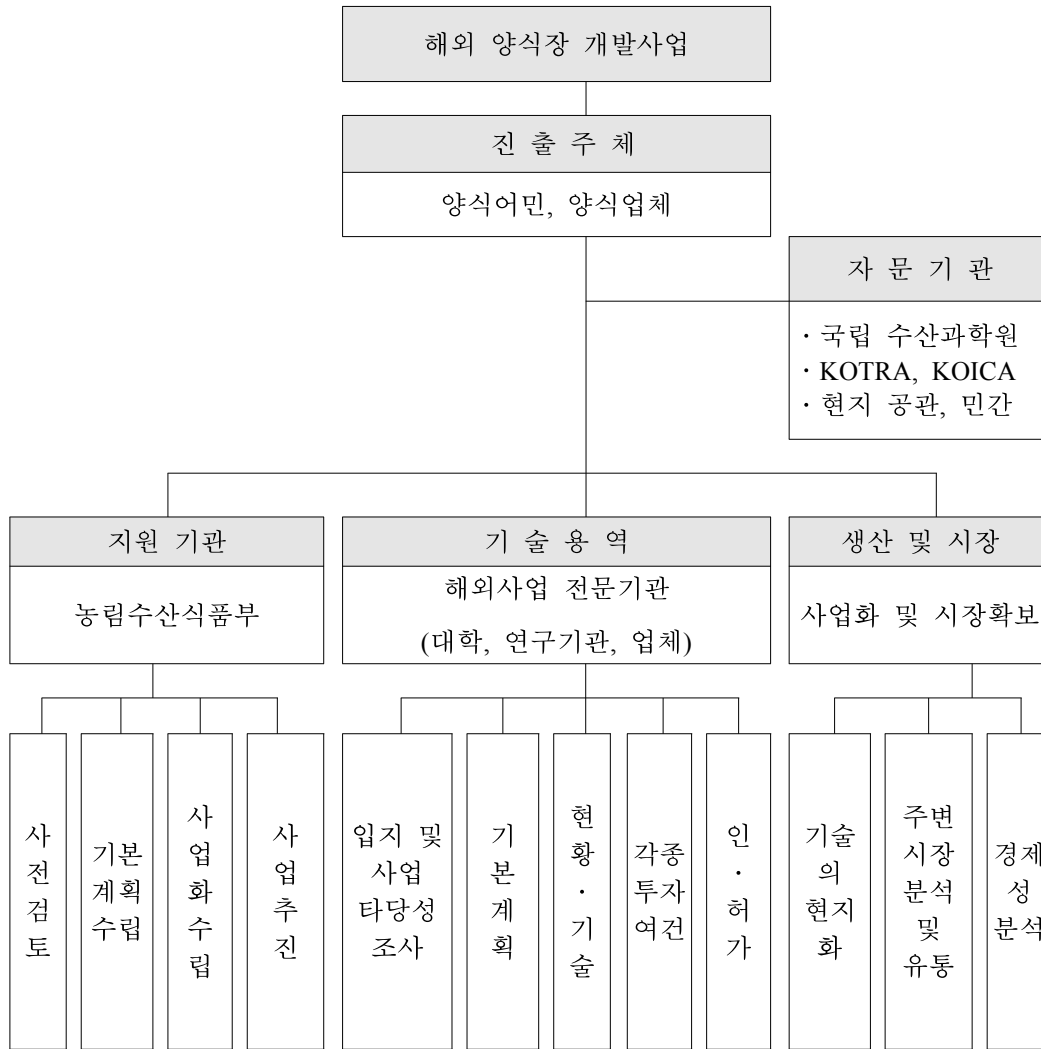 해외 양식장 개발사업
진 출 주 체
양식어민, 양식업체
자 문 기 관
· 국립 수산과학원
· KOTRA, KOICA
· 현지 공관, 민간
지원 기관
농림수산식품부
기 술 용 역
해외사업 전문기관
(대학, 연구기관, 업체)
생산 및 시장
사업화 및 시장확보
사
전
검
토
기본
계획
수립
사
업
화
수
립
사
업
추
진
입지 및
사업
타당성
조사
기
본
계
획
현
황
·
기
술
각종
투자
여건
인
·
허
가
기술
의
현지
화
주변
시장
분석
및
유통
경제
성
분석